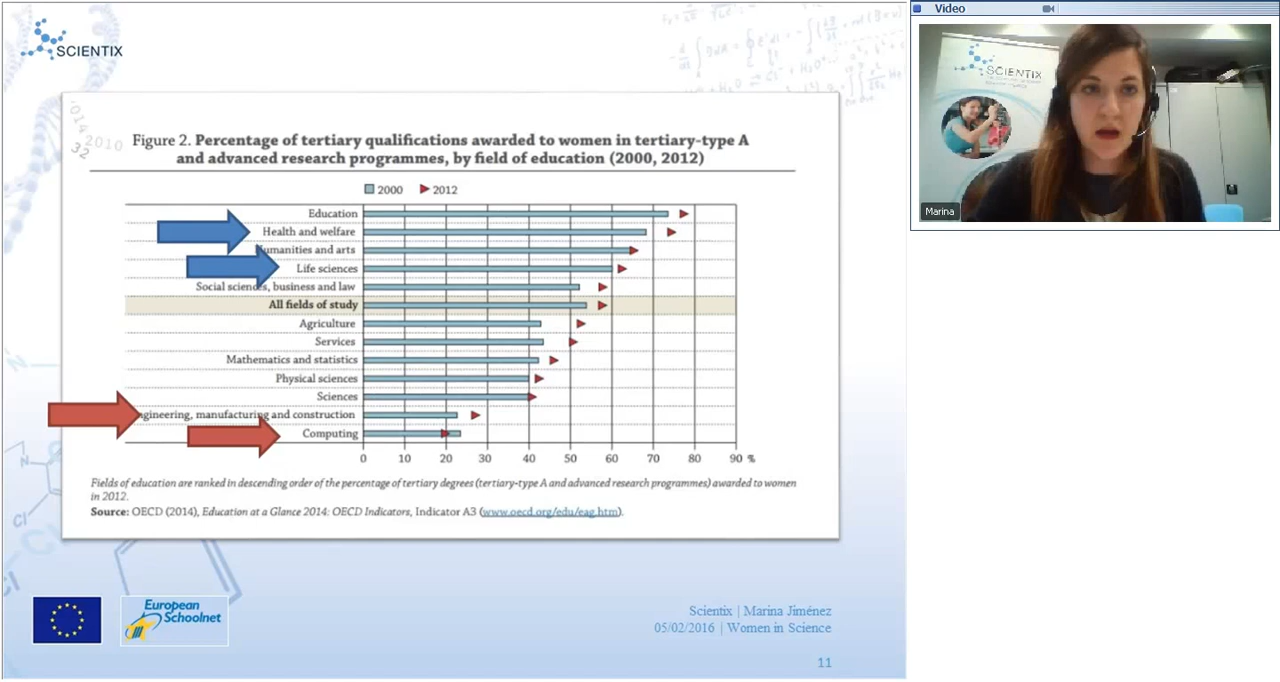 SCIENTIX
2014
2010
32
Figure 2. Percentage of tertiary qualifications awarded to women in tertiary-type A
and advanced research programmes, by field of education (2000, 2012)
2000 2012
Education
Health and welfare
Humanities and arts
Life sciences
Social sciences, business and law
All fields of study
Agriculture
Services
Mathematics and statistics
Physical sciences
Sciences
ngineering, manufacturing and construction
Computing
0 10 20 30 40 50 60 70 80 90 %
Fields of education are ranked in descending order of the percentage of tertiary degrees (tertiary-type A and advanced research programmes) awarded to women
in 2012.
Source: OECD (2014), Education at a Glance 2014: OECD Indicators, Indicator A3 (www.oecd.org/edu/eag.htm).
European
Schoolnet
Scientix | Marina Jiménez
05/02/2016 | Women in Science
11
Video
SCIENTIX
Marina